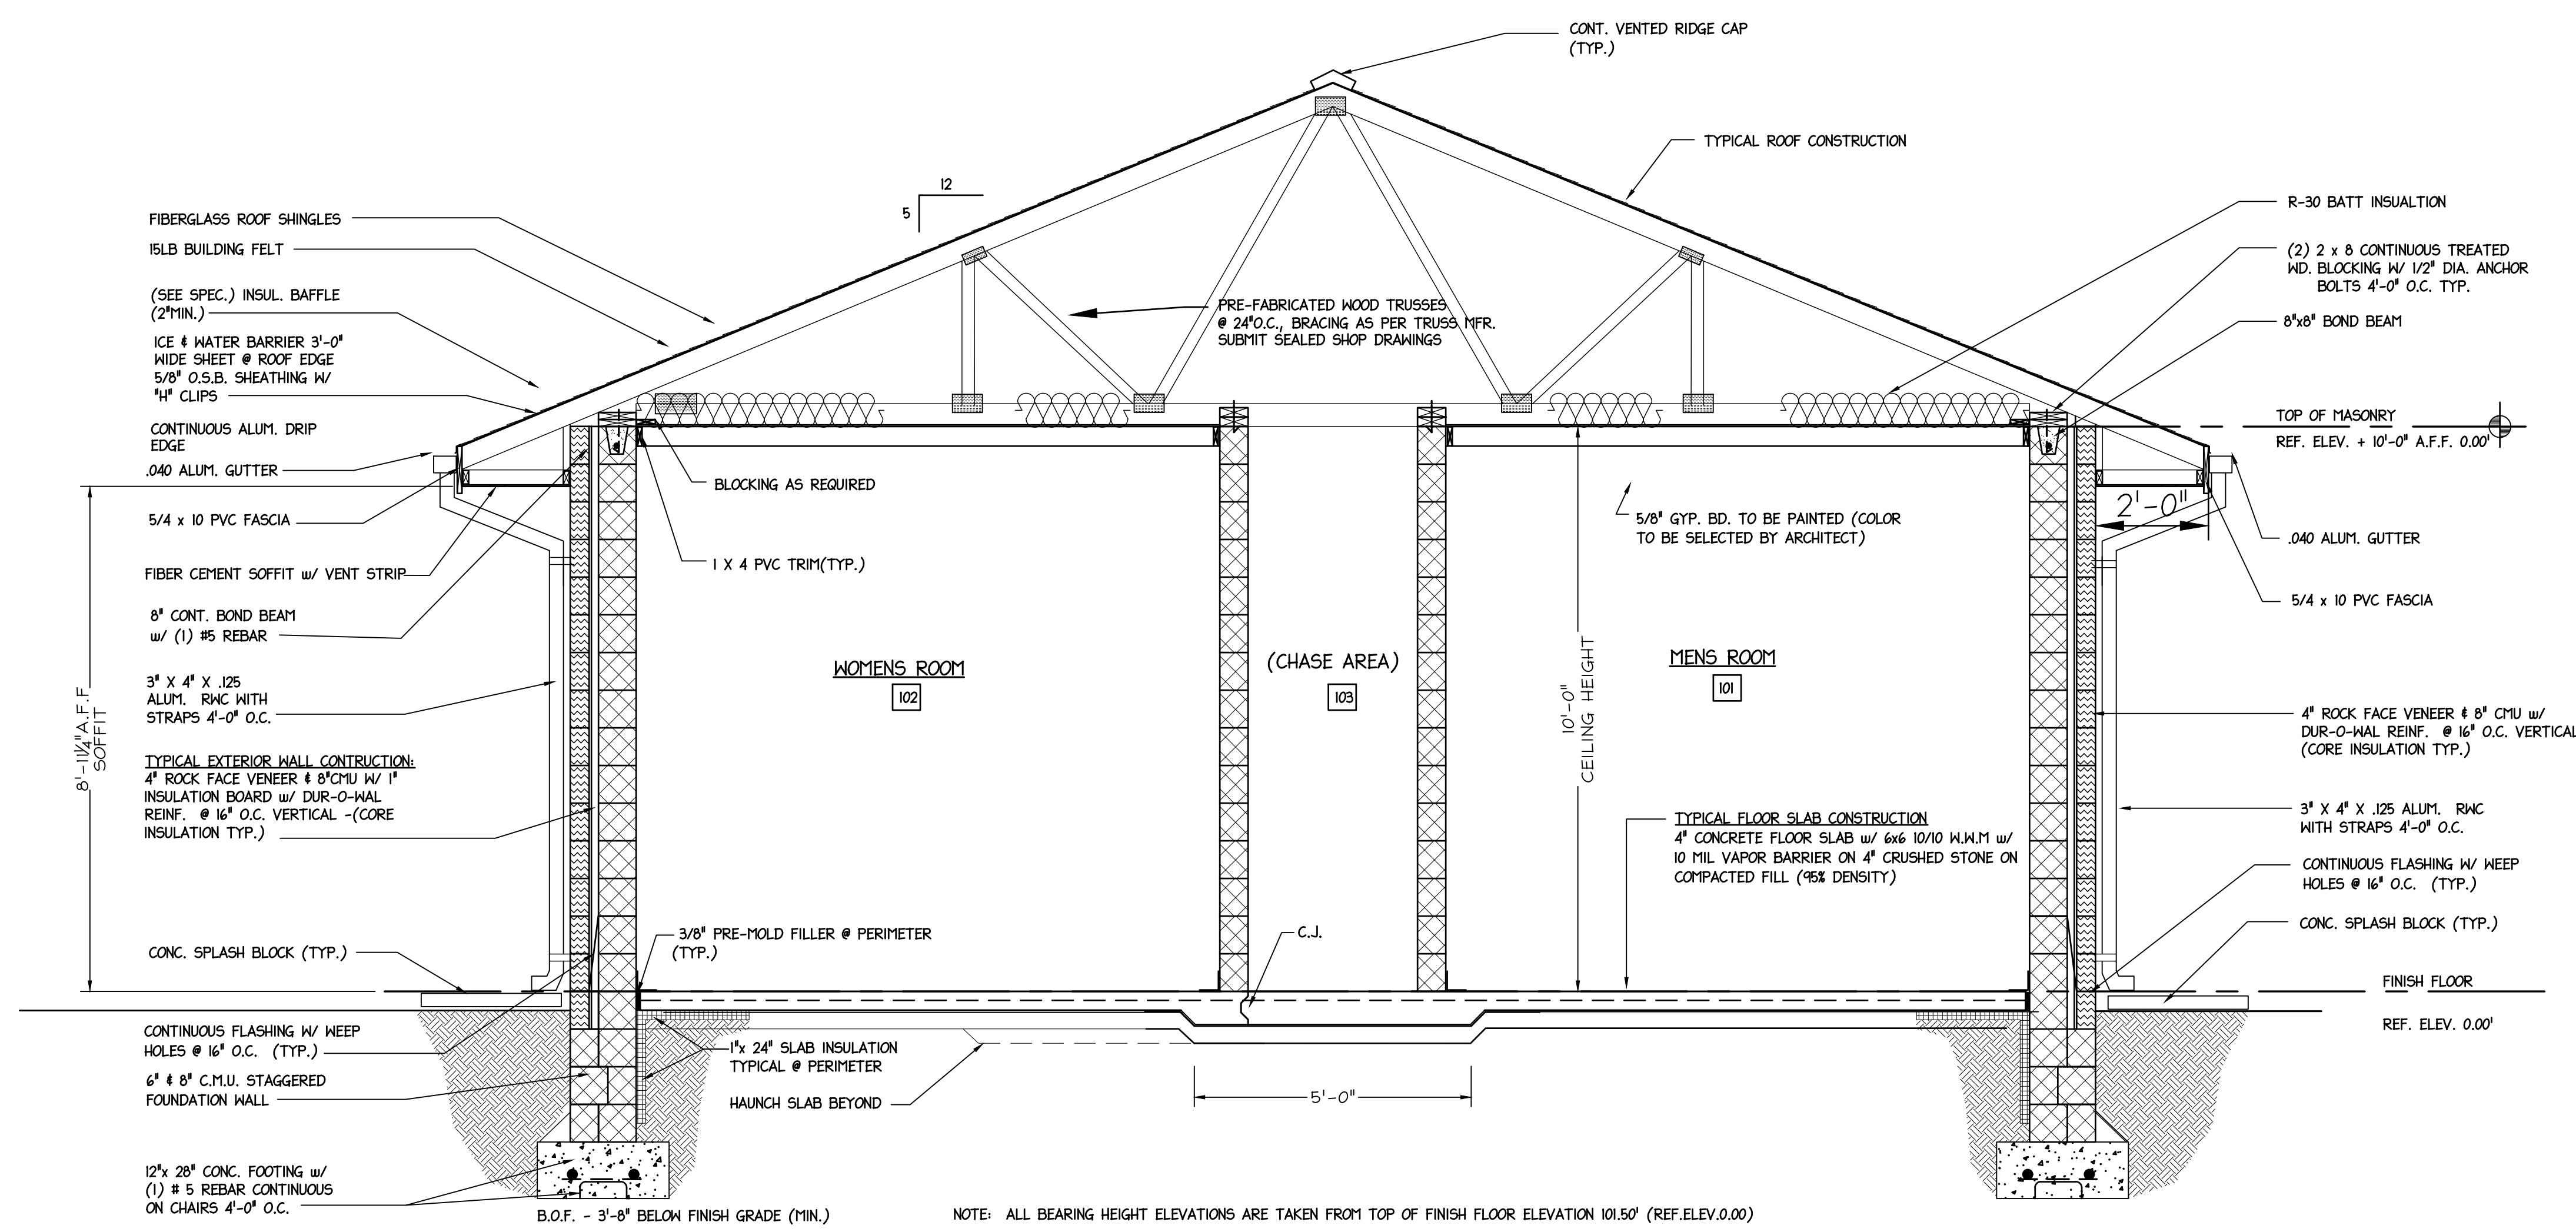 CONT. VENTED RIDGE CAP
(TYP.)
TYPICAL ROOF CONSTRUCTION
12
5
FIBERGLASS ROOF SHINGLES
15LB BUILDING FELT
(SEE SPEC.) INSUL. BAFFLE
(2"MIN.)
ICE & WATER BARRIER 3'-0"
WIDE SHEET @ ROOF EDGE
5/8" O.S.B. SHEATHING W/
"H" CLIPS
CONTINUOUS ALUM. DRIP
EDGE
.040 ALUM. GUTTER
5/4 x 10 PVC FASCIA
FIBER CEMENT SOFFIT w/ VENT STRIP
8" CONT. BOND BEAM
w/ (1) #5 REBAR
3" X 4" X .125
ALUM. RWC WITH
STRAPS 4'-0" O.C.
8'-11¼"A.F.F
SOFFIT
TYPICAL EXTERIOR WALL CONTRUCTION:
4" ROCK FACE VENEER & 8"CMU W/ 1"
INSULATION BOARD w/ DUR-O-WAL
REINF. @ 16" O.C. VERTICAL -(CORE
INSULATION TYP.)
CONC. SPLASH BLOCK (TYP.)
CONTINUOUS FLASHING W/ WEEP
HOLES @ 16" O.C. (TYP.)
6" & 8" C.M.U. STAGGERED
FOUNDATION WALL
12"x 28" CONC. FOOTING w/
(1) # 5 REBAR CONTINUOUS
ON CHAIRS 4'-0" O.C.
PRE-FABRICATED WOOD TRUSSES
@ 24"O.C., BRACING AS PER TRUSS MFR.
SUBMIT SEALED SHOP DRAWINGS
BLOCKING AS REQUIRED
1 X 4 PVC TRIM(TYP.)
WOMENS ROOM
102
(CHASE AREA)
103
MENS ROOM
101
5/8" GYP. BD. TO BE PAINTED (COLOR
TO BE SELECTED BY ARCHITECT)
10'-0"
CEILING HEIGHT
TYPICAL FLOOR SLAB CONSTRUCTION
4" CONCRETE FLOOR SLAB w/ 6x6 10/10 W.W.M w/
10 MIL VAPOR BARRIER ON 4" CRUSHED STONE ON
COMPACTED FILL (95% DENSITY)
3/8" PRE-MOLD FILLER @ PERIMETER
(TYP.)
C.J.
1"x 24" SLAB INSULATION
TYPICAL @ PERIMETER
HAUNCH SLAB BEYOND
5'-0"
R-30 BATT INSUALTION
(2) 2 x 8 CONTINUOUS TREATED
WD. BLOCKING W/ 1/2" DIA. ANCHOR
BOLTS 4'-0" O.C. TYP.
8"x8" BOND BEAM
TOP OF MASONRY
REF. ELEV. + 10'-0" A.F.F. 0.00'
2'-0"
.040 ALUM. GUTTER
5/4 x 10 PVC FASCIA
4" ROCK FACE VENEER & 8" CMU w/
DUR-O-WAL REINF. @ 16" O.C. VERTICAL
(CORE INSULATION TYP.)
3" X 4" X .125 ALUM. RWC
WITH STRAPS 4'-0" O.C.
CONTINUOUS FLASHING W/ WEEP
HOLES @ 16" O.C. (TYP.)
CONC. SPLASH BLOCK (TYP.)
FINISH FLOOR
REF. ELEV. 0.00'
B.O.F. - 3'-8" BELOW FINISH GRADE (MIN.)
NOTE: ALL BEARING HEIGHT ELEVATIONS ARE TAKEN FROM TOP OF FINISH FLOOR ELEVATION 101.50' (REF.ELEV.0.00)